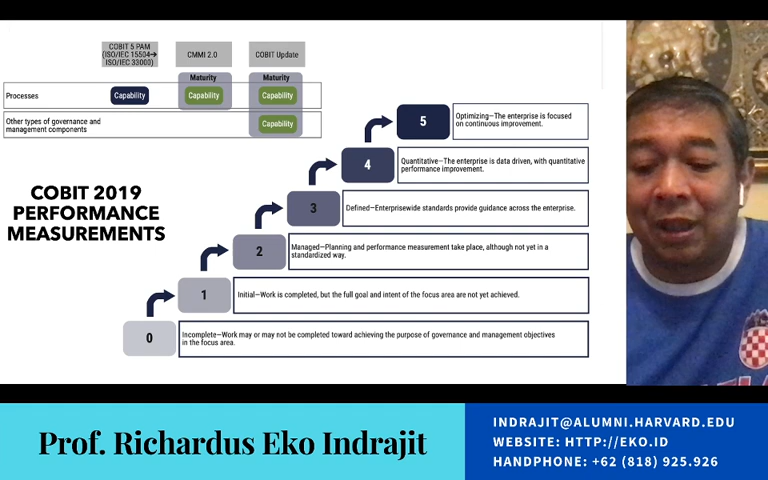 COBIT 5 PAM
(ISO/IEC 15504➔
ISO/IEC 33000)
CMMI 2.0
COBIT Update
Maturity
Maturity
Processes
Capability
Capability
Capability
Other types of governance and
management components
Capability
COBIT 2019
PERFORMANCE
MEASUREMENTS
5
Optimizing—The enterprise is focused
on continuous improvement.
4
Quantitative—The enterprise is data driven, with quantitative
performance improvement.
3
Defined—Enterprisewide standards provide guidance across the enterprise.
2
Managed—Planning and performance measurement take place, although not yet in a
standardized way.
1
Initial—Work is completed, but the full goal and intent of the focus area are not yet achieved.
0
Incomplete—Work may or may not be completed toward achieving the purpose of governance and management objectives
in the focus area.
Prof. Richardus Eko Indrajit
INDRAJIT@ALUMNI.HARVARD.EDU
WEBSITE: HTTP://EKO.ID
HANDPHONE: +62 (818) 925.926